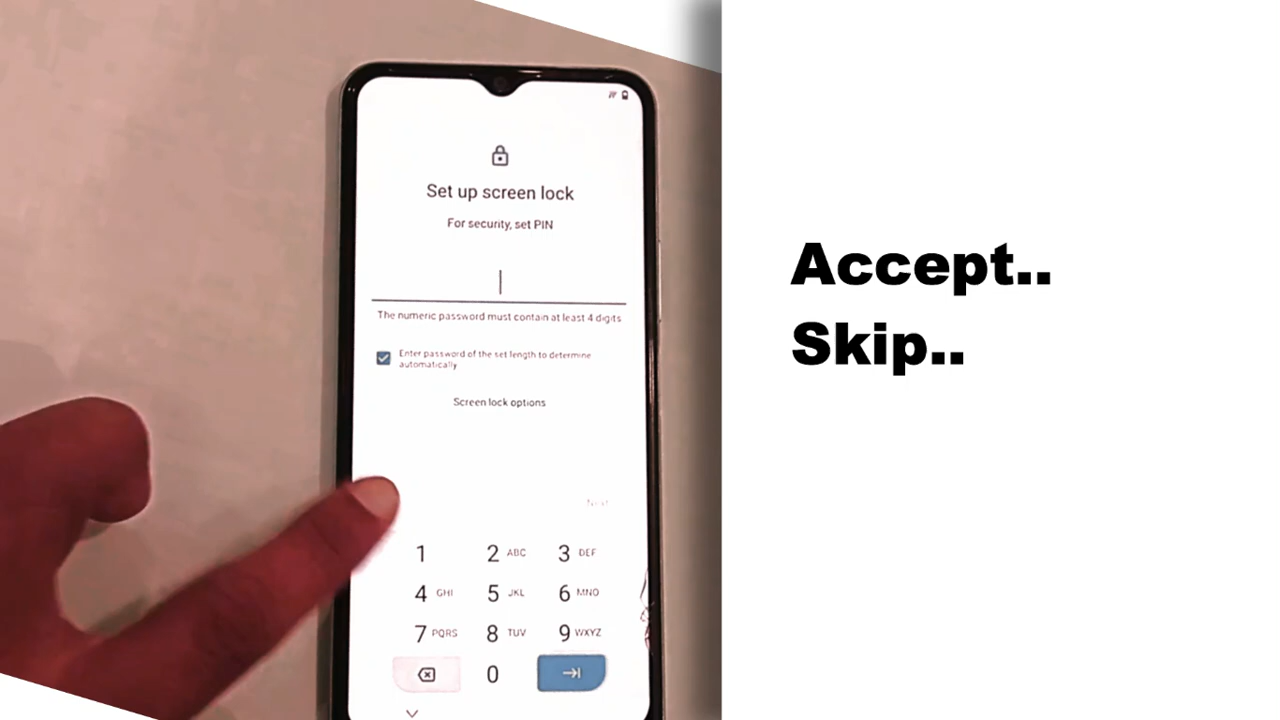 Set up screen lock
For security, set PIN
The numeric password must contain at least 4 digits
Enter password of the set length to determine
automatically
Screen lock options
Next
1 2 ABC 3 DEF
4 GHI 5 JKL 6 MNO
7 PQRS 8 TUV 9 WXYZ
0
Accept..
Skip..